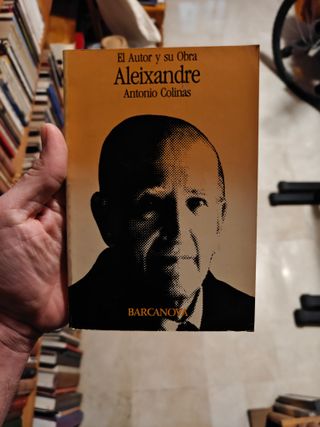 El Autor y su Obra
Aleixandre
Antonio Colinas
BARCANOVA